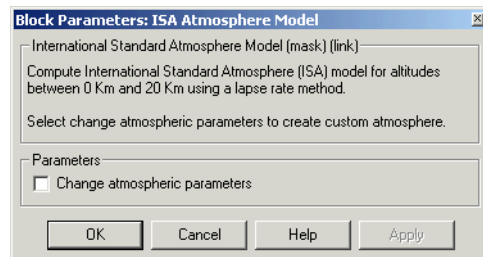 Block Parameters: ISA Atmosphere Model
International Standard Atmosphere Model (mask) (link)
Compute International Standard Atmosphere (ISA) model for altitudes
between 0 Km and 20 Km using a lapse rate method.
Select change atmospheric parameters to create custom atmosphere.
Parameters
Change atmospheric parameters
OK Cancel Help Apply